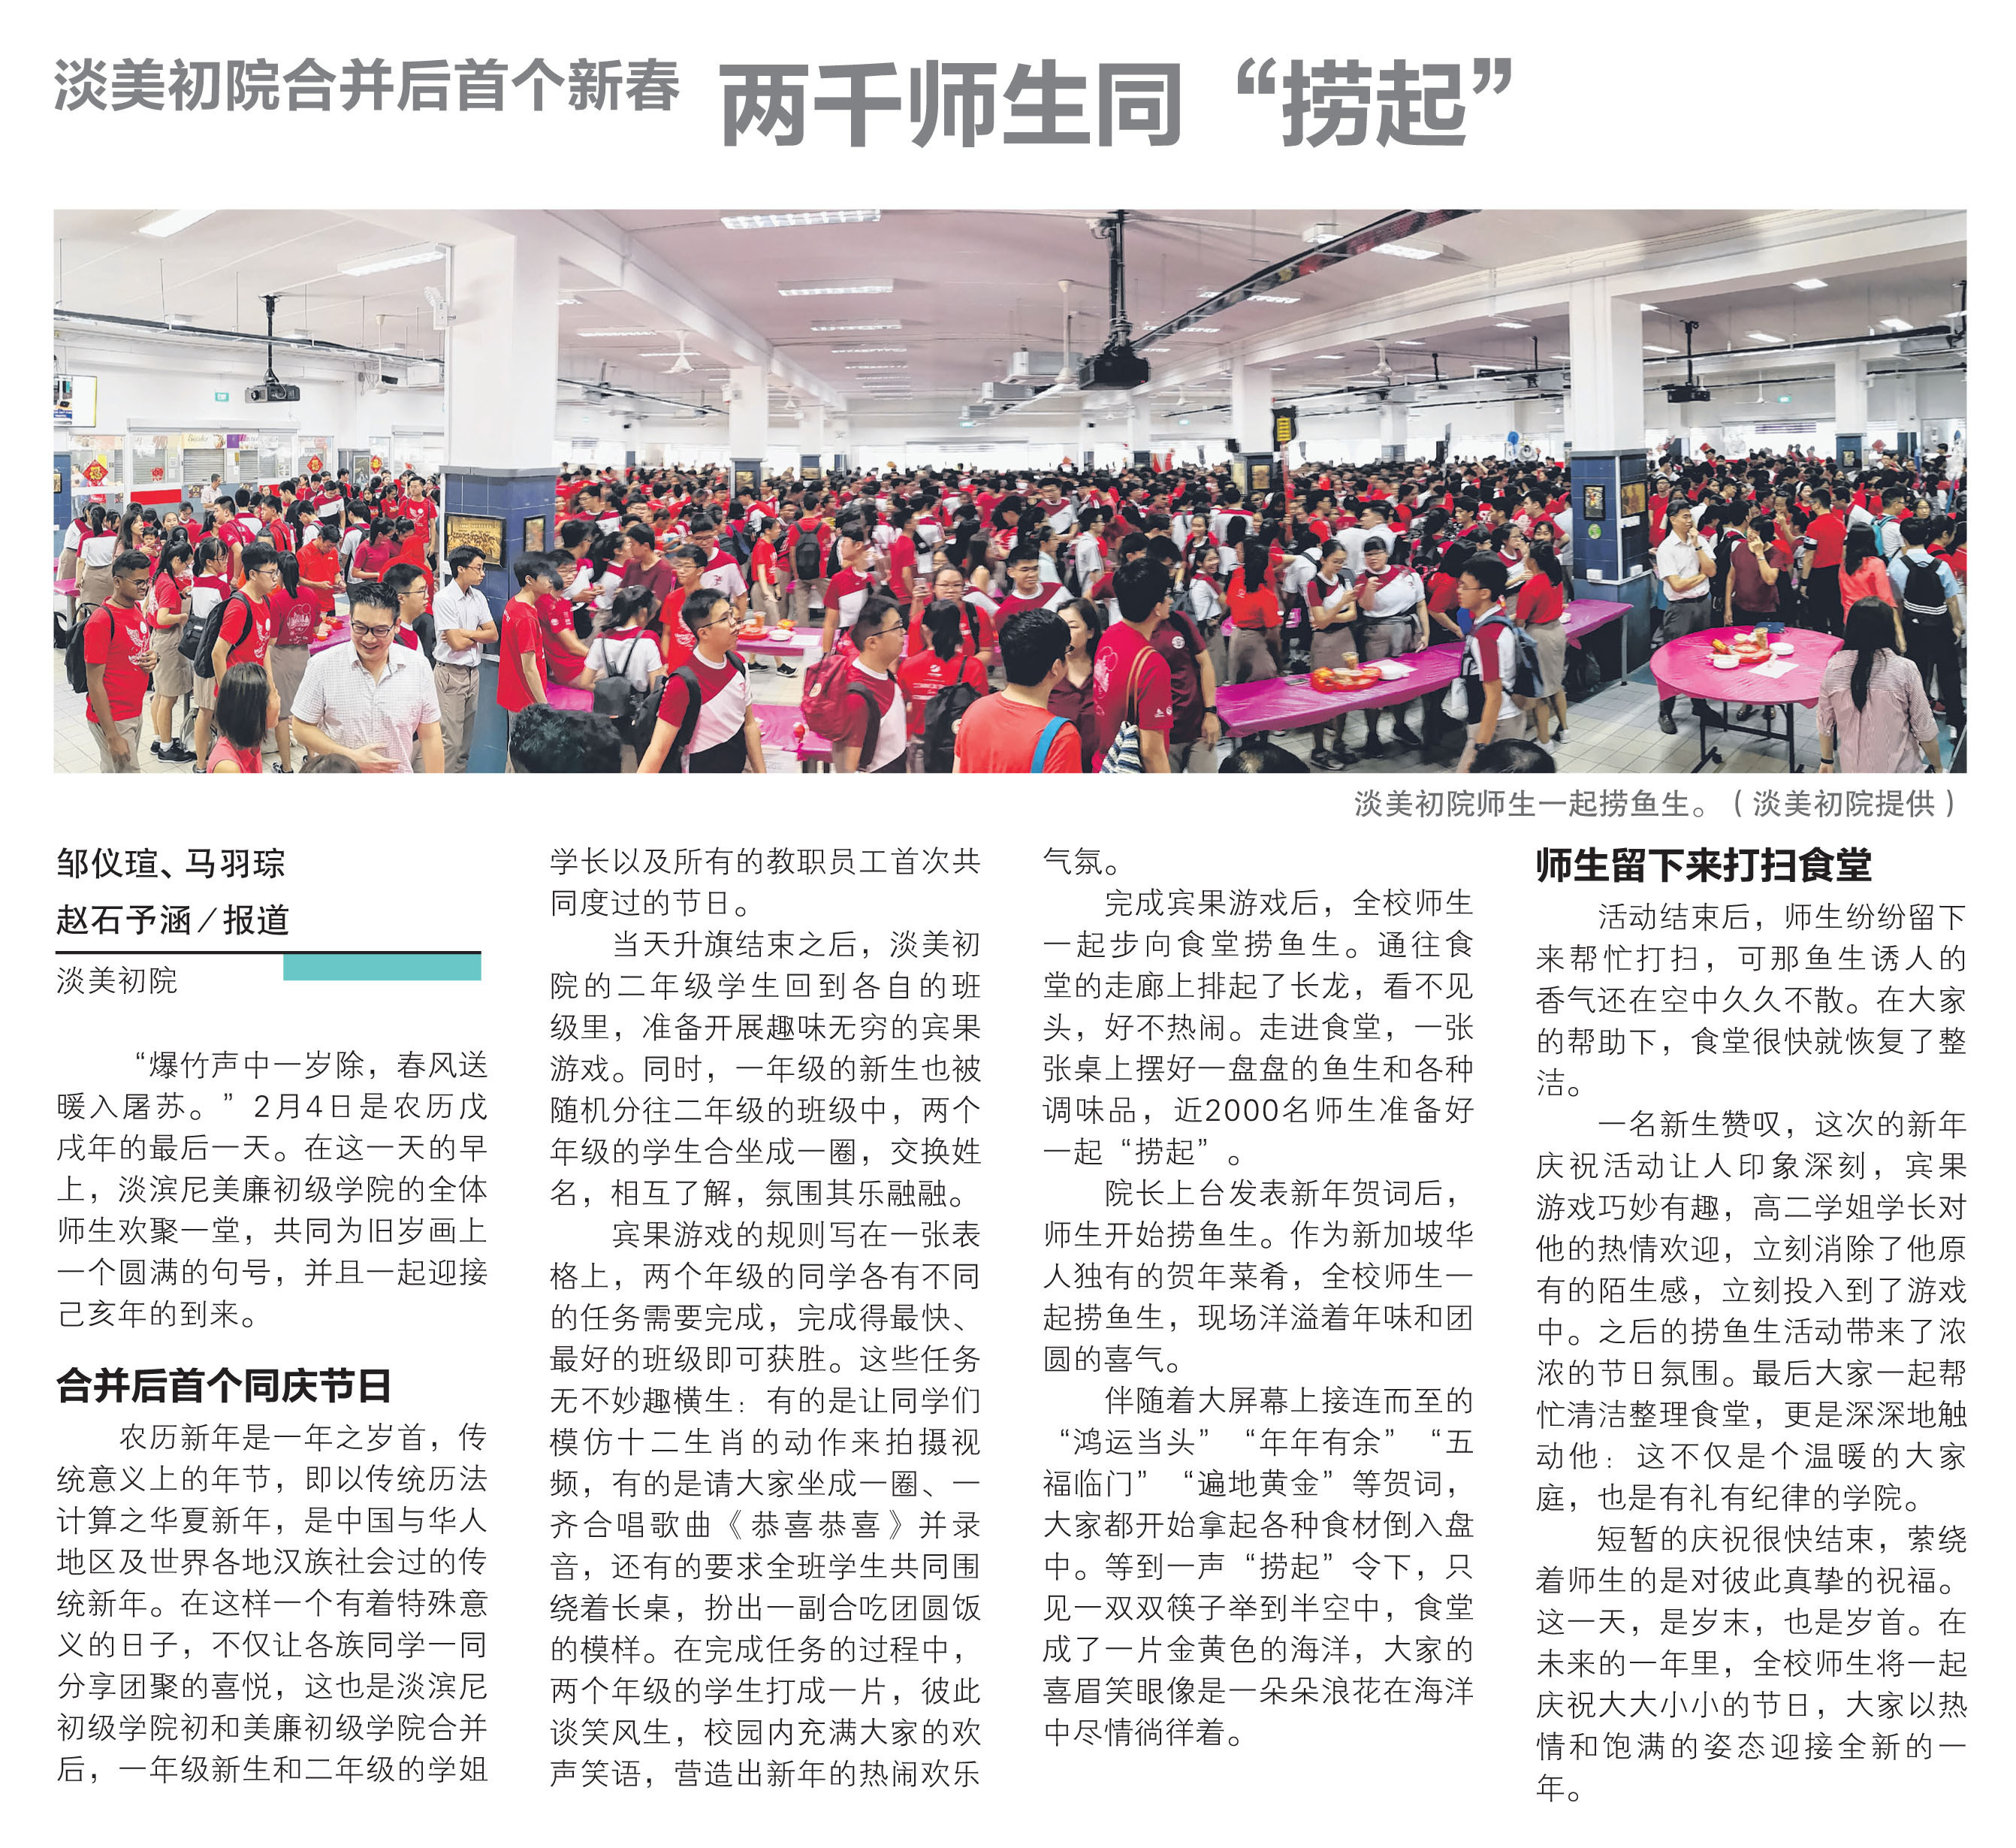 淡美初院合并后首个新春 两千师生同“捞起”
淡美初院师生一起捞鱼生。（淡美初院提供）
邹仪瑄、马羽琮
赵石予涵／报道
淡美初院
“爆竹声中一岁除，春风送
暖入屠苏。”2月4日是农历戊
戌年的最后一天。在这一天的早
上，淡滨尼美廉初级学院的全体
师生欢聚一堂，共同为旧岁画上
一个圆满的句号，并且一起迎接
己亥年的到来。
合并后首个同庆节日
农历新年是一年之岁首，传
统意义上的年节，即以传统历法
计算之华夏新年，是中国与华人
地区及世界各地汉族社会过的传
统新年。在这样一个有着特殊意
义的日子，不仅让各族同学一同
分享团聚的喜悦，这也是淡滨尼
初级学院初和美廉初级学院合并
后，一年级新生和二年级的学姐
学长以及所有的教职员工首次共
同度过的节日。
当天升旗结束之后，淡美初
院的二年级学生回到各自的班
级里，准备开展趣味无穷的宾果
游戏。同时，一年级的新生也被
随机分往二年级的班级中，两个
年级的学生合坐成一圈，交换姓
名，相互了解，氛围其乐融融。
宾果游戏的规则写在一张表
格上，两个年级的同学各有不同
的任务需要完成，完成得最快、
最好的班级即可获胜。这些任务
无不妙趣横生：有的是让同学们
模仿十二生肖的动作来拍摄视
频，有的是请大家坐成一圈、一
齐合唱歌曲《恭喜恭喜》并录
音，还有的要求全班学生共同围
绕着长桌，扮出一副合吃团圆饭
的模样。在完成任务的过程中，
两个年级的学生打成一片，彼此
谈笑风生，校园内充满大家的欢
声笑语，营造出新年的热闹欢乐
气氛。
完成宾果游戏后，全校师生
一起步向食堂捞鱼生。通往食
堂的走廊上排起了长龙，看不见
头，好不热闹。走进食堂，一张
张桌上摆好一盘盘的鱼生和各种
调味品，近2000名师生准备好
一起“捞起”。
院长上台发表新年贺词后，
师生开始捞鱼生。作为新加坡华
人独有的贺年菜肴，全校师生一
起捞鱼生，现场洋溢着年味和团
圆的喜气。
伴随着大屏幕上接连而至的
“鸿运当头”“年年有余”“五
福临门”“遍地黄金”等贺词，
大家都开始拿起各种食材倒入盘
中。等到一声“捞起”令下，只
见一双双筷子举到半空中，食堂
成了一片金黄色的海洋，大家的
喜眉笑眼像是一朵朵浪花在海洋
中尽情徜徉着。
师生留下来打扫食堂
活动结束后，师生纷纷留下
来帮忙打扫，可那鱼生诱人的
香气还在空中久久不散。在大家
的帮助下，食堂很快就恢复了整
洁。
一名新生赞叹，这次的新年
庆祝活动让人印象深刻，宾果
游戏巧妙有趣，高二学姐学长对
他的热情欢迎，立刻消除了他原
有的陌生感，立刻投入到了游戏
中。之后的捞鱼生活动带来了浓
浓的节日氛围。最后大家一起帮
忙清洁整理食堂，更是深深地触
动他：这不仅是个温暖的大家
庭，也是有礼有纪律的学院。
短暂的庆祝很快结束，萦绕
着师生的是对彼此真挚的祝福。
这一天，是岁末，也是岁首。在
未来的一年里，全校师生将一起
庆祝大大小小的节日，大家以热
情和饱满的姿态迎接全新的一
年。